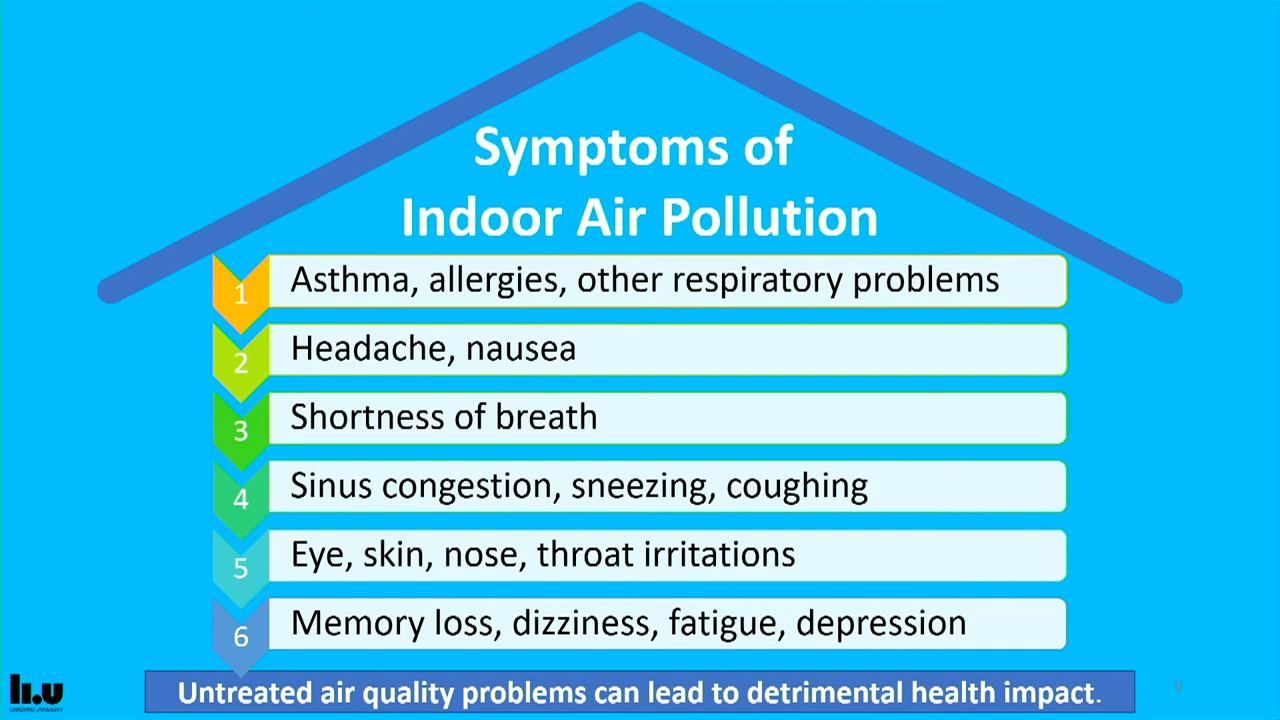 Symptoms of
Indoor Air Pollution
1 Asthma, allergies, other respiratory problems
2 Headache, nausea
3 Shortness of breath
4 Sinus congestion, sneezing, coughing
5 Eye, skin, nose, throat irritations
6 Memory loss, dizziness, fatigue, depression
Untreated air quality problems can lead to detrimental health impact.